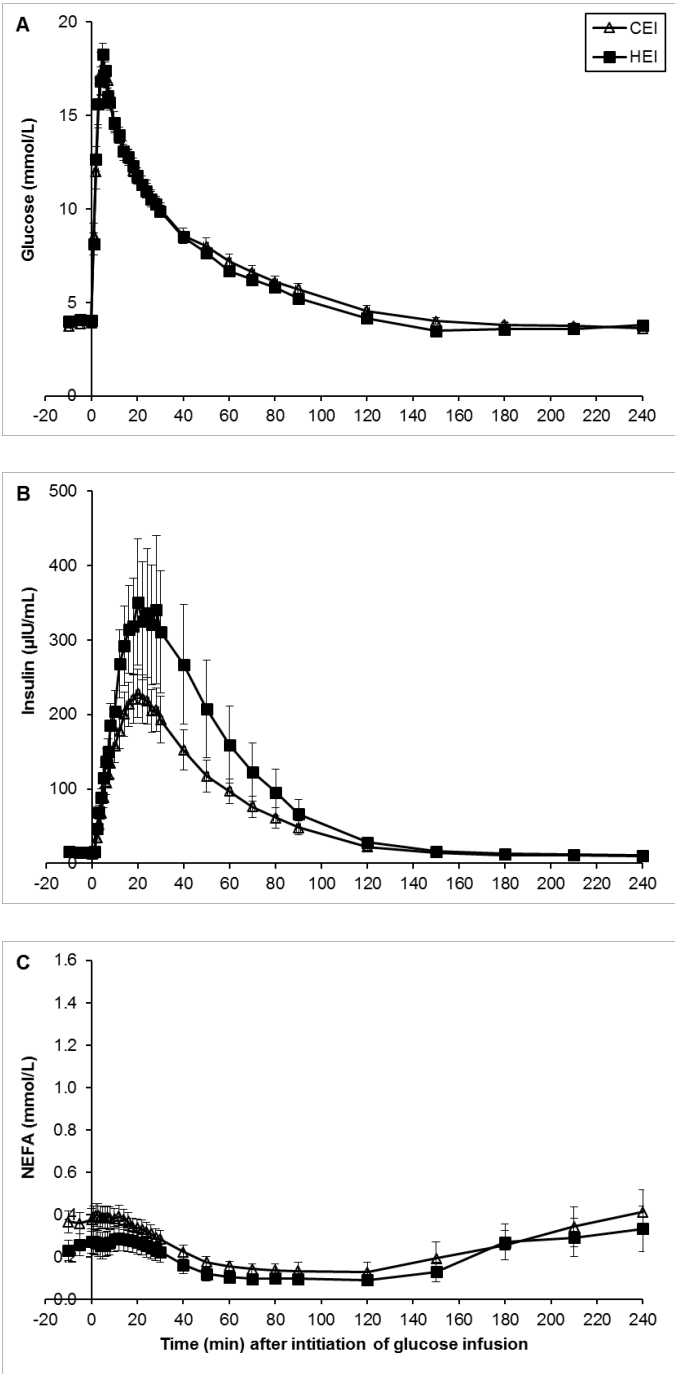 A
CEI
HEI
Glucose (mmol/L)
20
15
10
5
0
-20 0 20 40 60 80 100 120 140 160 180 200 220 240
B
Insulin (µIU/mL)
500
400
300
200
100
0
-20 0 20 40 60 80 100 120 140 160 180 200 220 240
C
NEFA (mmol/L)
1.6
1.4
1.2
1.0
0.8
0.6
0.4
0.2
0.0
-20 0 20 40 60 80 100 120 140 160 180 200 220 240
Time (min) after intitiation of glucose infusion